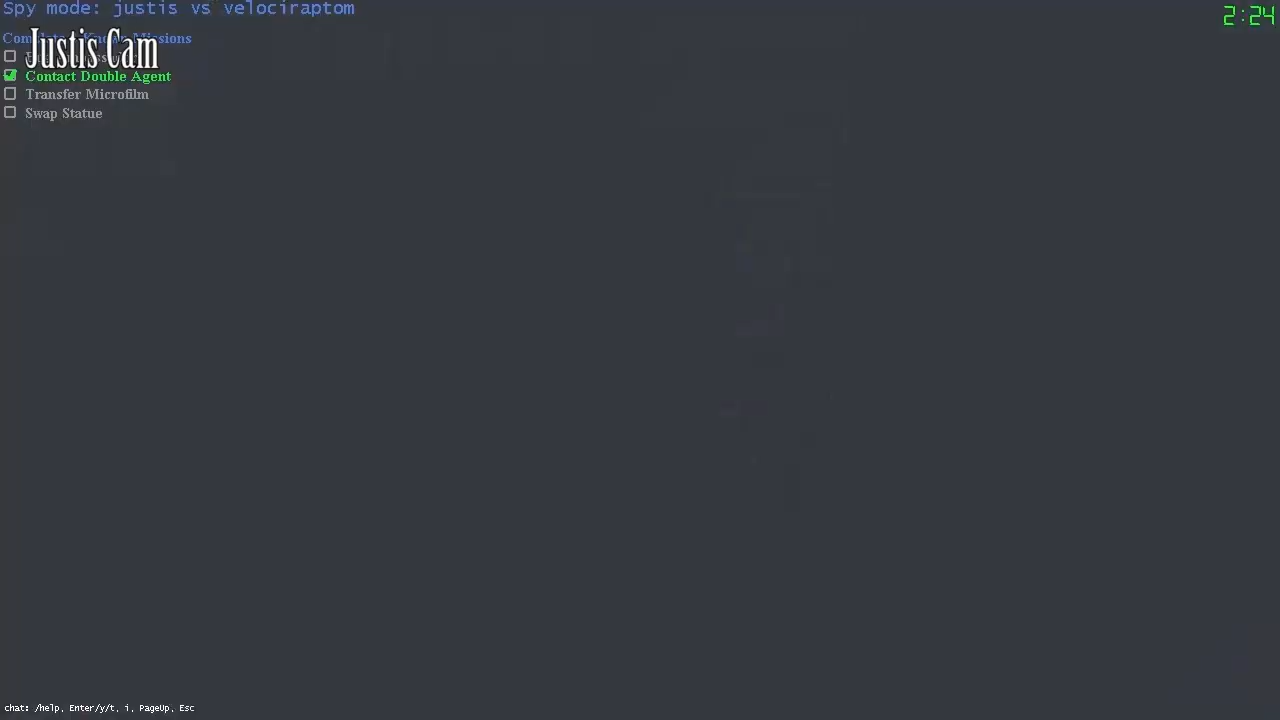 Spy mode: justis vs velociraptom
2:24
Missions
Justis Cam
Contact Double Agent
Transfer Microfilm
Swap Statue
chat: /help, Enter/y/t, i, PageUp, Esc